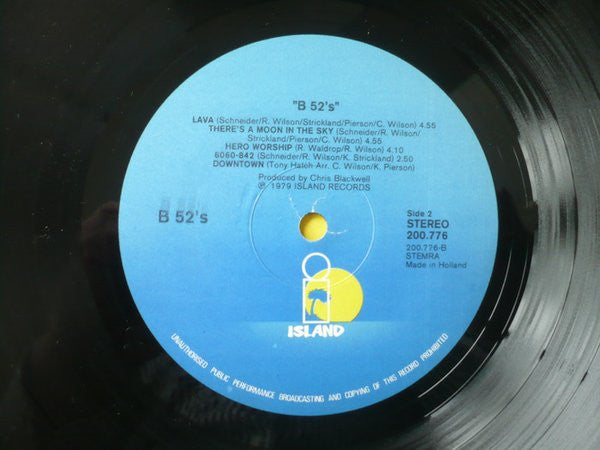 "B 52's"
LAVA (Schneider/R. Wilson/Strickland/Pierson/C. Wilson) 4.55
THERE'S A MOON IN THE SKY (Schneider/R. Wilson/
Strickland/Pierson/C. Wilson) 4.55
HERO WORSHIP (R. Waldrop/R. Wilson) 4.10
6060-842 (Schneider/R. Wilson/K. Strickland) 2.50
DOWNTOWN (Tony Hatch Arr. C. Wilson/K. Pierson)
Produced by Chris Blackwell
℗ 1979 ISLAND RECORDS
B 52's
Side 2
STEREO
200.776
200.776-B
STEMRA
Made in Holland
ISLAND
UNAUTHORISED PUBLIC PERFORMANCE BROADCASTING AND COPYING OF THIS RECORD PROHIBITED